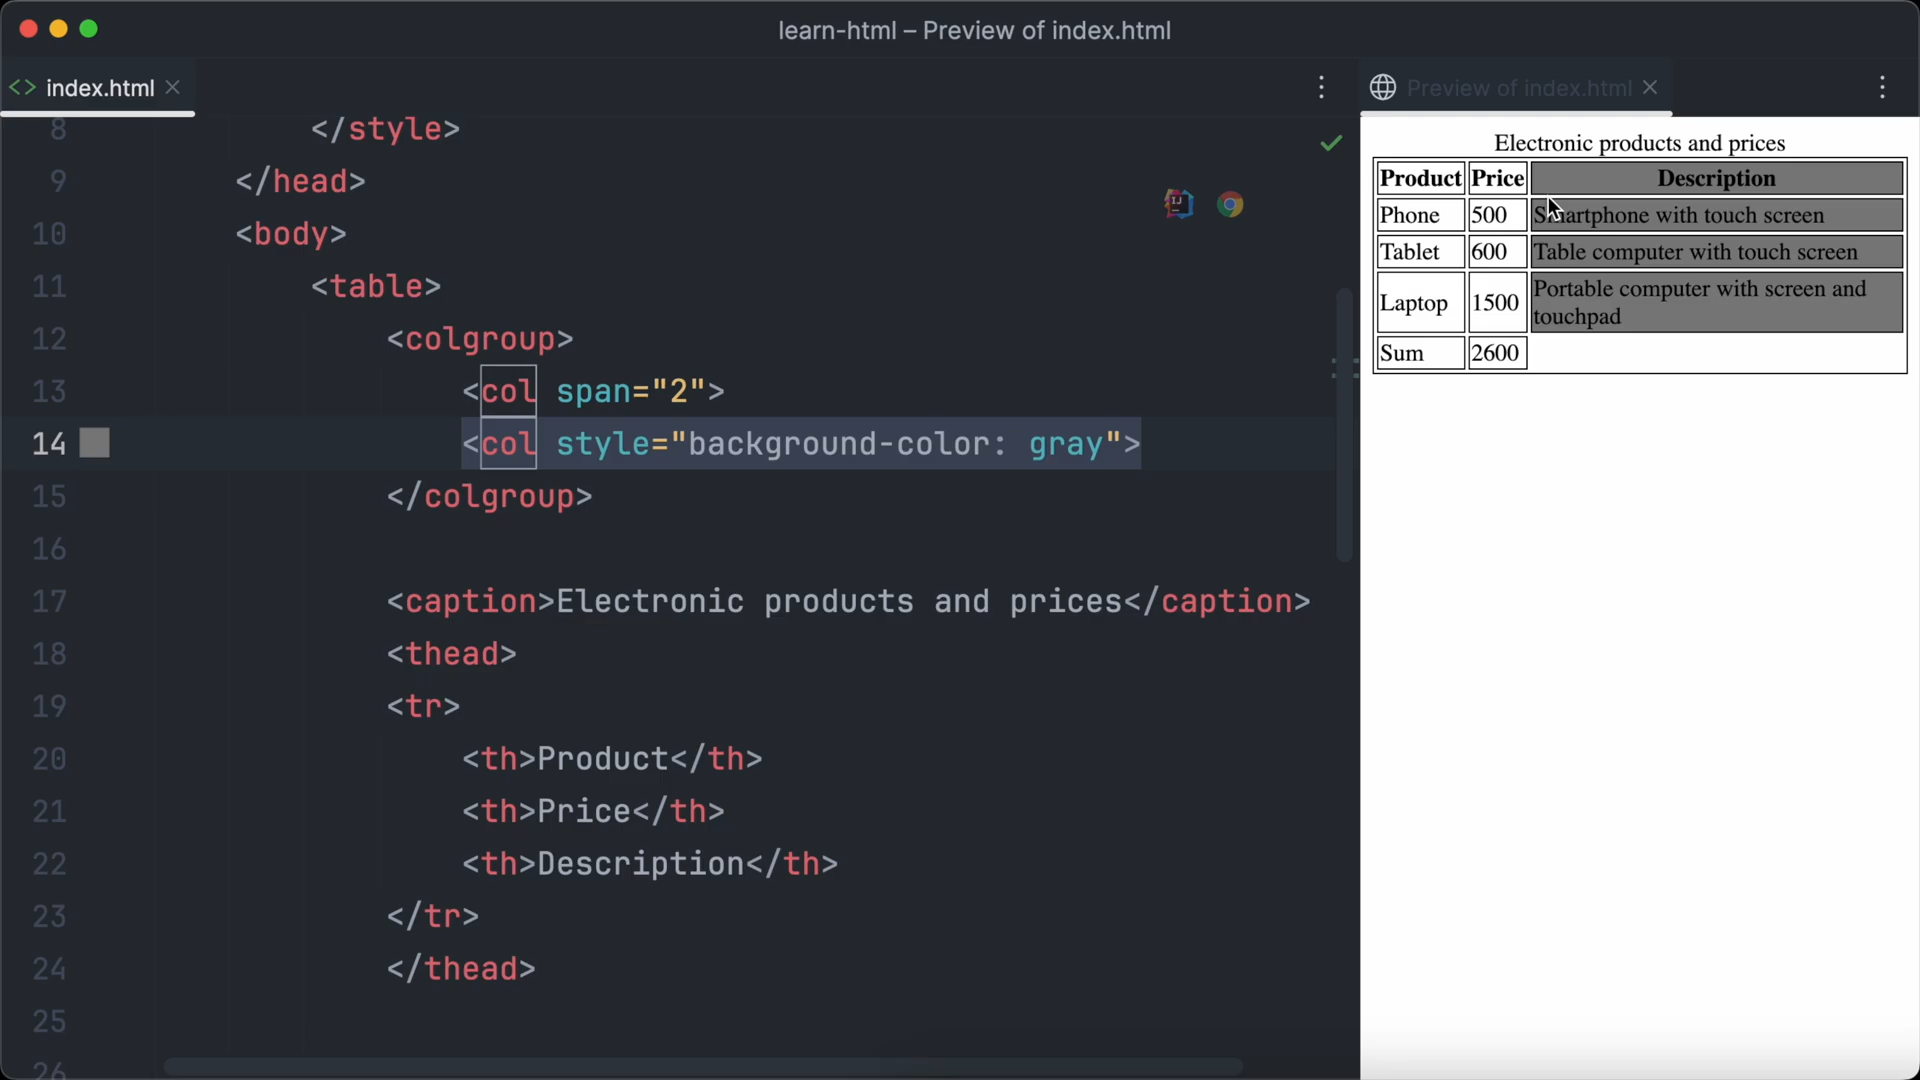 learn-html – Preview of index.html
<> index.html
Preview of index.html
8 </style>
9 </head>
10 <body>
11 <table>
12 <colgroup>
13 <col span="2">
14 <col style="background-color: gray">
15 </colgroup>
16
17 <caption>Electronic products and prices</caption>
18 <thead>
19 <tr>
20 <th>Product</th>
21 <th>Price</th>
22 <th>Description</th>
23 </tr>
24 </thead>
25
26
IJ
Electronic products and prices
Product Price Description
Phone 500 Smartphone with touch screen
Tablet 600 Table computer with touch screen
Laptop 1500 Portable computer with screen and
touchpad
Sum 2600